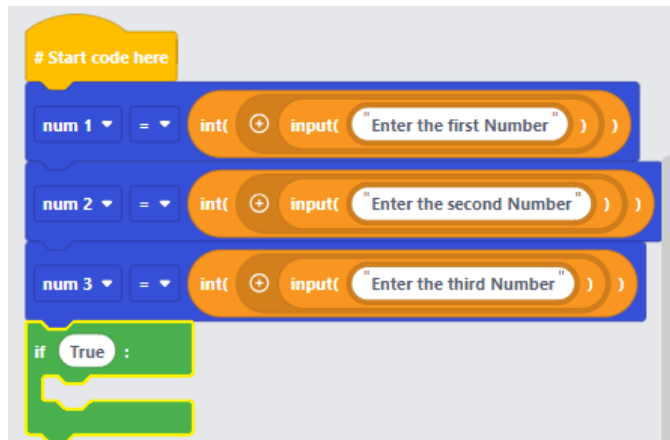 # Start code here
num 1 = int( input( "Enter the first Number" ) )
num 2 = int( input( "Enter the second Number" ) )
num 3 = int( input( "Enter the third Number" ) )
if True :